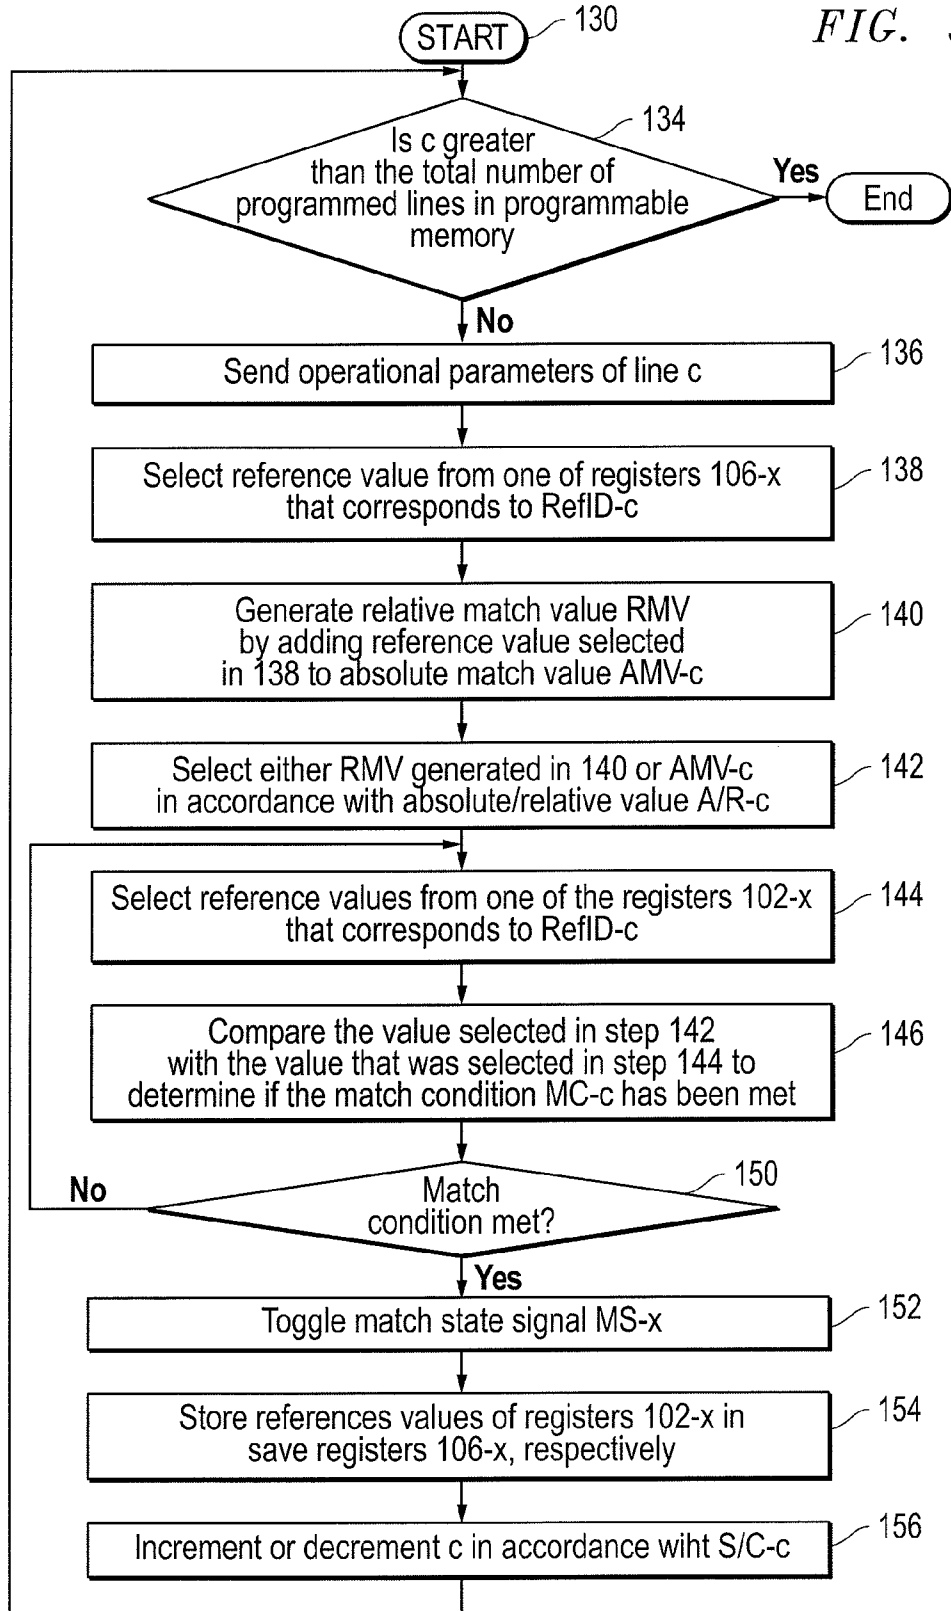 START
130
FIG.
Is c greater
than the total number of
programmed lines in programmable
memory
134
Yes
End
No
Send operational parameters of line c
136
Select reference value from one of registers 106-x
that corresponds to RefID-c
138
Generate relative match value RMV
by adding reference value selected
in 138 to absolute match value AMV-c
140
Select either RMV generated in 140 or AMV-c
in accordance with absolute/relative value A/R-c
142
Select reference values from one of the registers 102-x
that corresponds to RefID-c
144
Compare the value selected in step 142
with the value that was selected in step 144 to
determine if the match condition MC-c has been met
146
No
Match
condition met?
150
Yes
Toggle match state signal MS-x
152
Store references values of registers 102-x in
save registers 106-x, respectively
154
Increment or decrement c in accordance wiht S/C-c
156